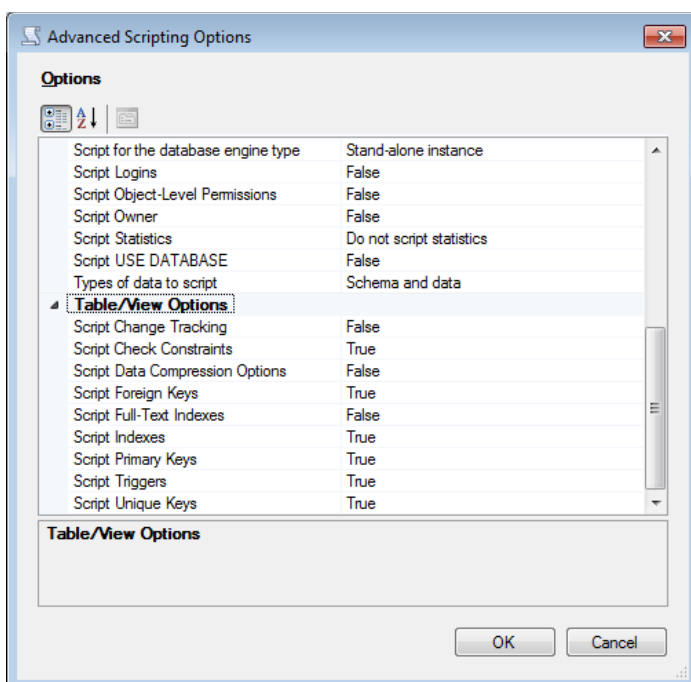 Advanced Scripting Options
Options
Script for the database engine type Stand-alone instance
Script Logins False
Script Object-Level Permissions False
Script Owner False
Script Statistics Do not script statistics
Script USE DATABASE False
Types of data to script Schema and data
Table/View Options
Script Change Tracking False
Script Check Constraints True
Script Data Compression Options False
Script Foreign Keys True
Script Full-Text Indexes False
Script Indexes True
Script Primary Keys True
Script Triggers True
Script Unique Keys True
Table/View Options
OK Cancel